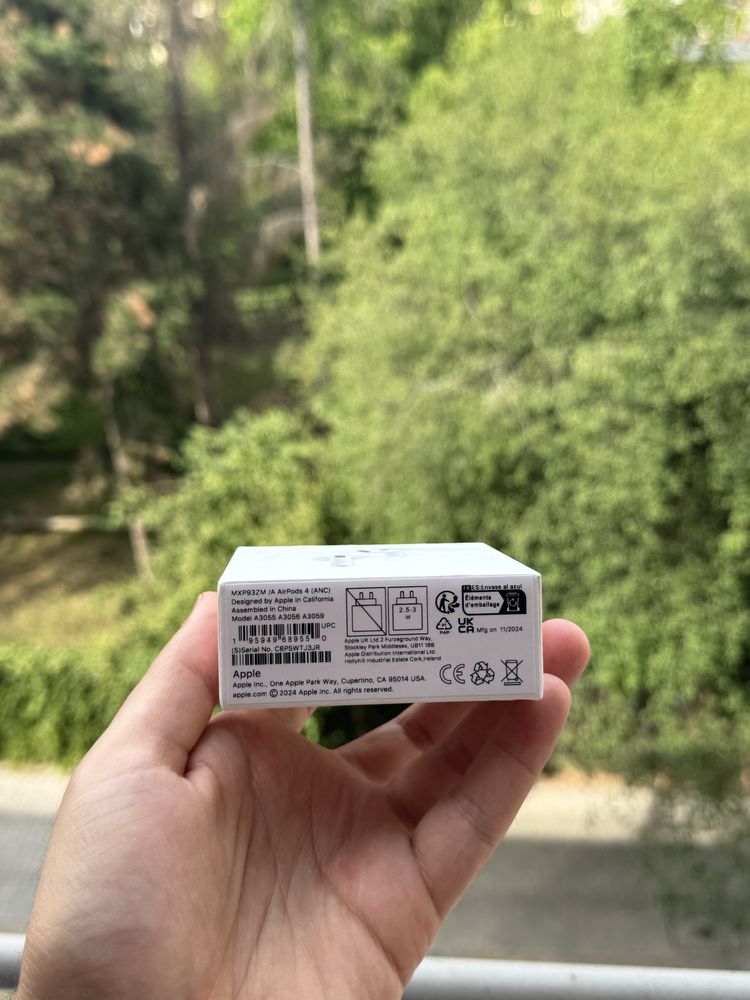 MXP93ZM /A AirPods 4 (ANC)
Designed by Apple in California
Assembled in China
Model A3055 A3056 A3059
UPC
1 95949 68955 0
(S)Serial No. C6P5WTJ3JR
Apple
Apple Inc., One Apple Park Way, Cupertino, CA 95014 USA.
apple.com © 2024 Apple Inc. All rights reserved.
2.5-3
W
Apple UK Ltd.2 Furzeground Way,
Stockley Park Middlesex, UB11 1BB
Apple Distribution International Ltd.
Hollyhill Industrial Estate Cork,Ireland
FR ES:Envase al azul
Éléments
d'emballage
PAP
UK
CA
Mfg on 11/2024
CE